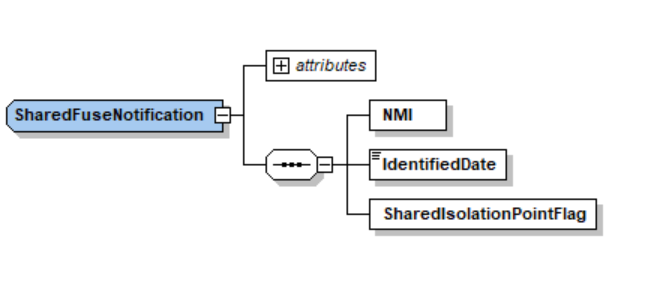 attributes
SharedFuseNotification
NMI
IdentifiedDate
SharedIsolationPointFlag